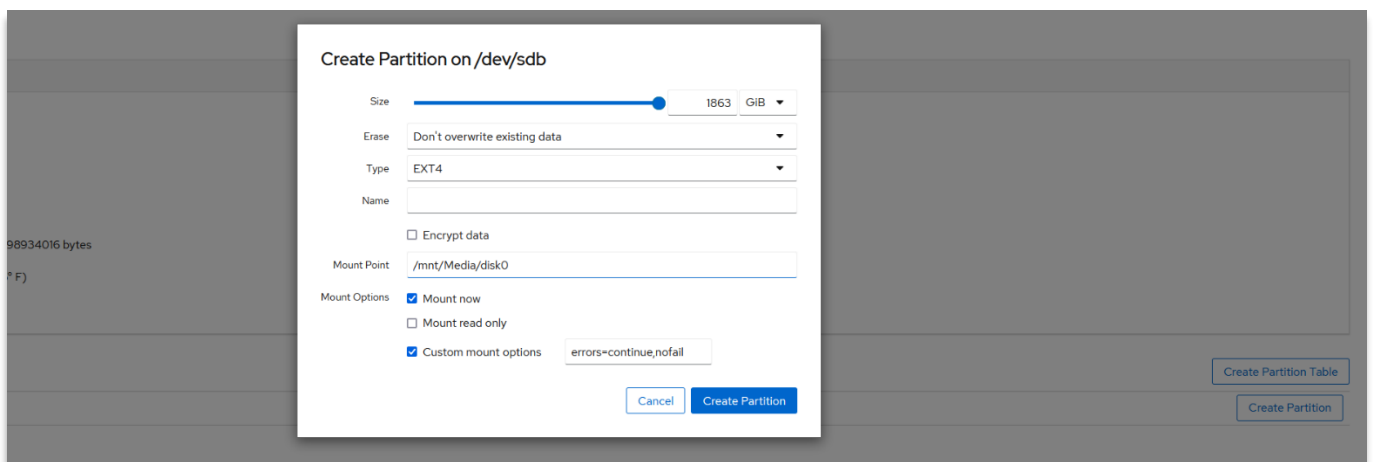 Create Partition on /dev/sdb
Size 1863 GiB
Erase Don't overwrite existing data
Type EXT4
Name
Encrypt data
98934016 bytes
Mount Point /mnt/Media/disk0
° F)
Mount Options Mount now
Mount read only
Custom mount options errors=continue,nofail
Create Partition Table
Cancel Create Partition
Create Partition